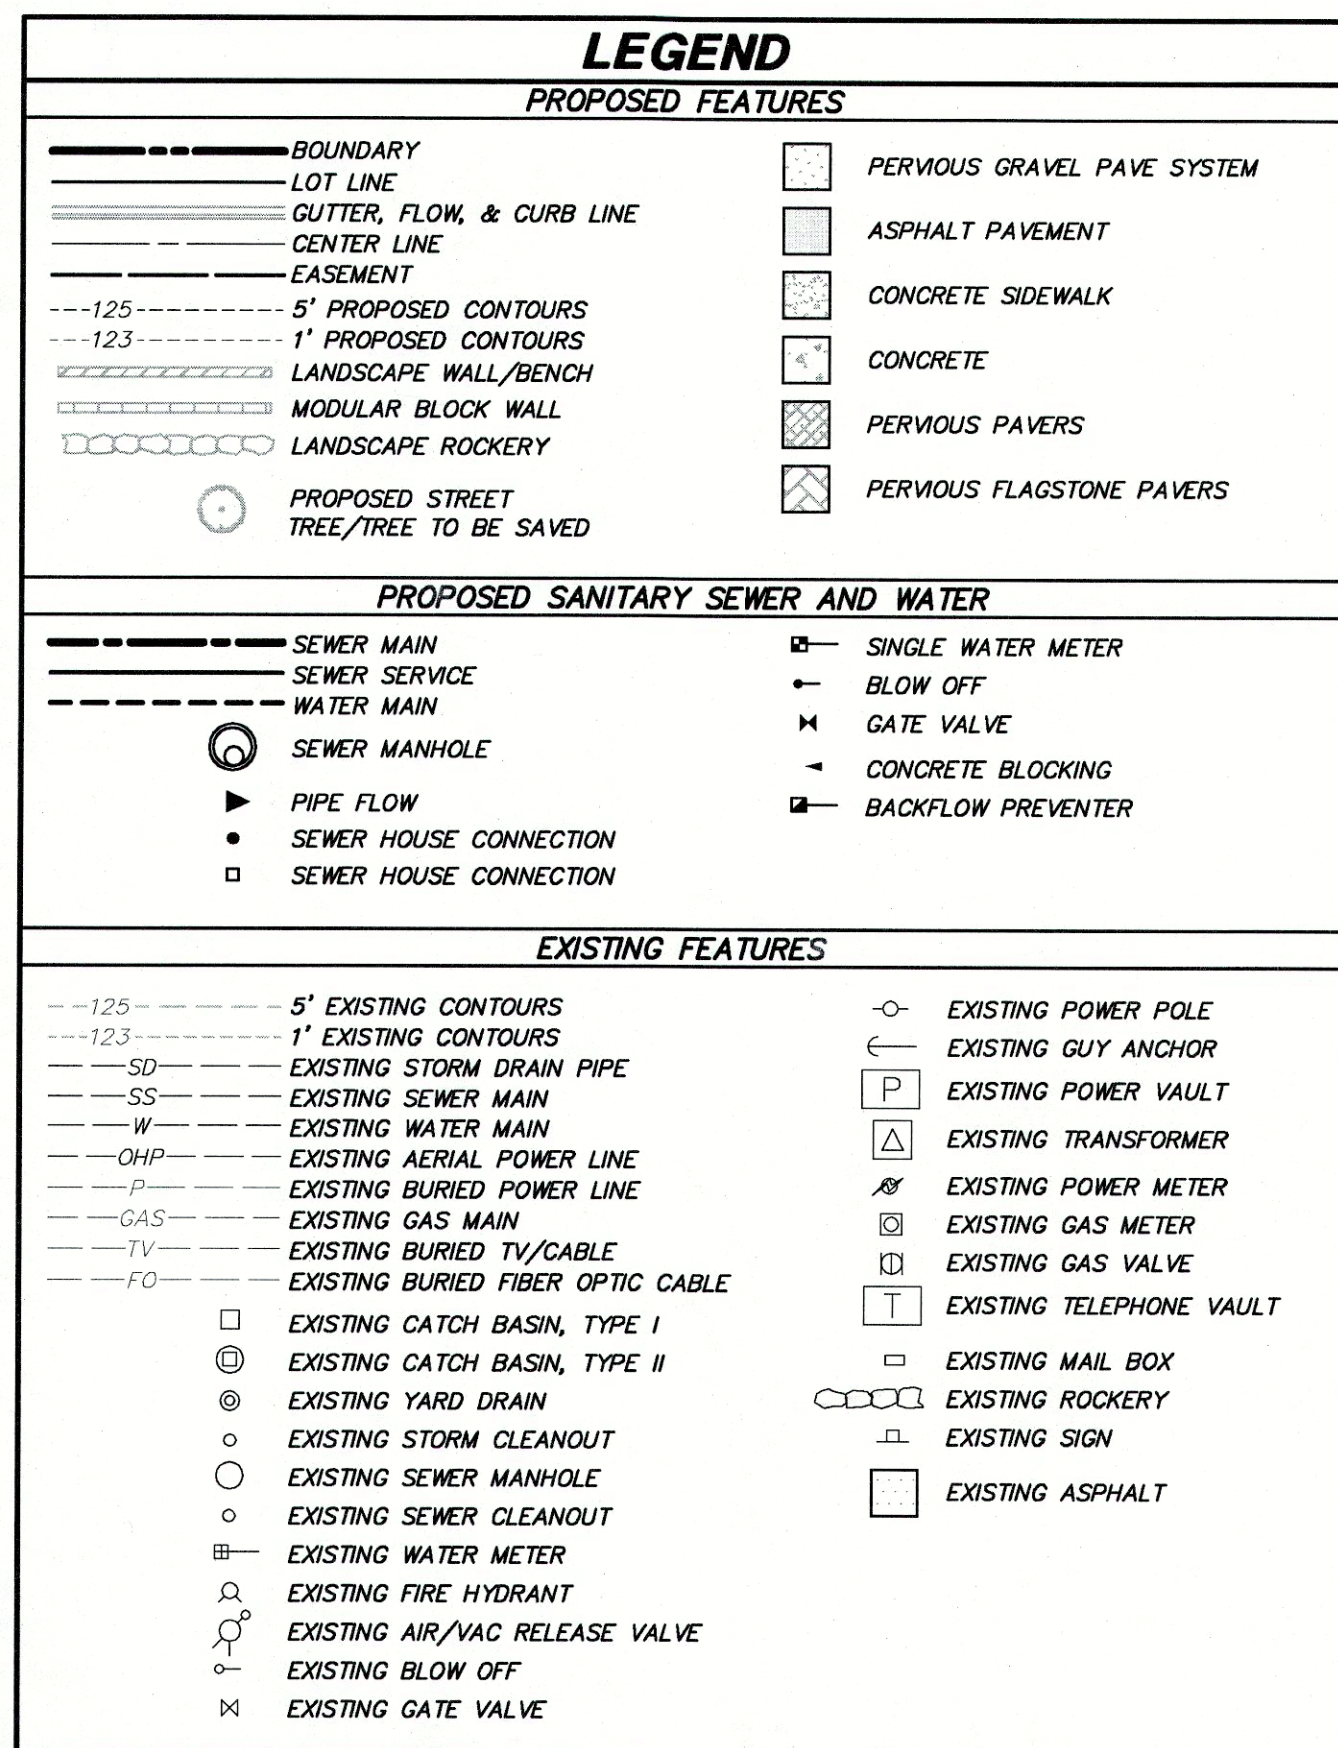 LEGEND
PROPOSED FEATURES
BOUNDARY
LOT LINE
GUTTER, FLOW, & CURB LINE
CENTER LINE
EASEMENT
125 5' PROPOSED CONTOURS
123 1' PROPOSED CONTOURS
LANDSCAPE WALL/BENCH
MODULAR BLOCK WALL
LANDSCAPE ROCKERY
PROPOSED STREET
TREE/TREE TO BE SAVED
PERVIOUS GRAVEL PAVE SYSTEM
ASPHALT PAVEMENT
CONCRETE SIDEWALK
CONCRETE
PERVIOUS PAVERS
PERVIOUS FLAGSTONE PAVERS
PROPOSED SANITARY SEWER AND WATER
SEWER MAIN
SEWER SERVICE
WATER MAIN
SEWER MANHOLE
PIPE FLOW
SEWER HOUSE CONNECTION
SEWER HOUSE CONNECTION
SINGLE WATER METER
BLOW OFF
GATE VALVE
CONCRETE BLOCKING
BACKFLOW PREVENTER
EXISTING FEATURES
125 5' EXISTING CONTOURS
123 1' EXISTING CONTOURS
SD EXISTING STORM DRAIN PIPE
SS EXISTING SEWER MAIN
W EXISTING WATER MAIN
OHP EXISTING AERIAL POWER LINE
P EXISTING BURIED POWER LINE
GAS EXISTING GAS MAIN
TV EXISTING BURIED TV/CABLE
FO EXISTING BURIED FIBER OPTIC CABLE
EXISTING CATCH BASIN, TYPE I
EXISTING CATCH BASIN, TYPE II
EXISTING YARD DRAIN
EXISTING STORM CLEANOUT
EXISTING SEWER MANHOLE
EXISTING SEWER CLEANOUT
EXISTING WATER METER
EXISTING FIRE HYDRANT
EXISTING AIR/VAC RELEASE VALVE
EXISTING BLOW OFF
EXISTING GATE VALVE
EXISTING POWER POLE
EXISTING GUY ANCHOR
P EXISTING POWER VAULT
EXISTING TRANSFORMER
EXISTING POWER METER
EXISTING GAS METER
EXISTING GAS VALVE
T EXISTING TELEPHONE VAULT
EXISTING MAIL BOX
EXISTING ROCKERY
EXISTING SIGN
EXISTING ASPHALT